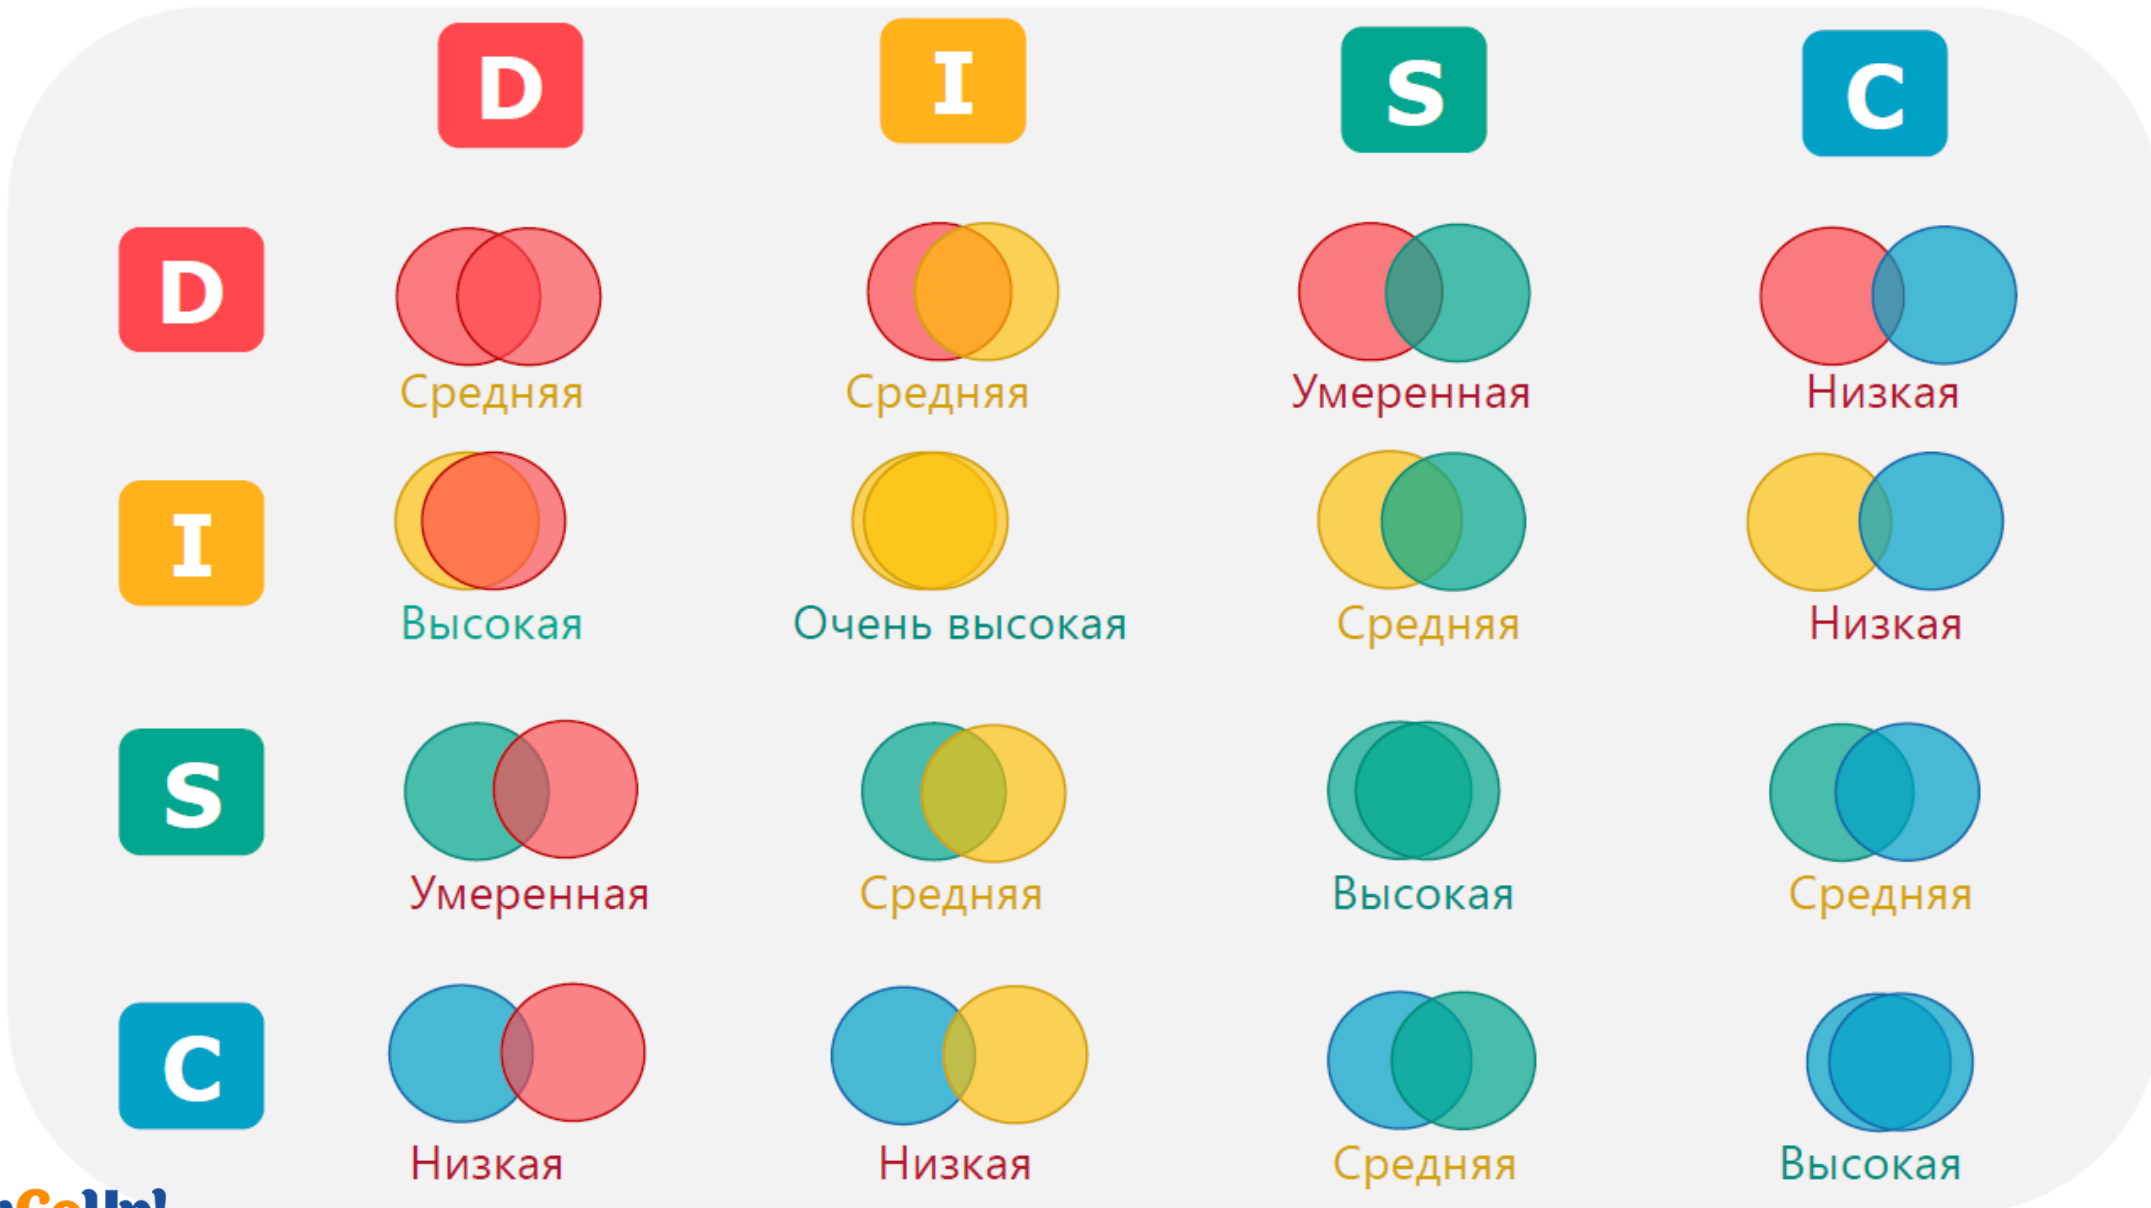 D I S C
D
Средняя Средняя Умеренная Низкая
I
Высокая Очень высокая Средняя Низкая
S
Умеренная Средняя Высокая Средняя
C
Низкая Низкая Средняя Высокая